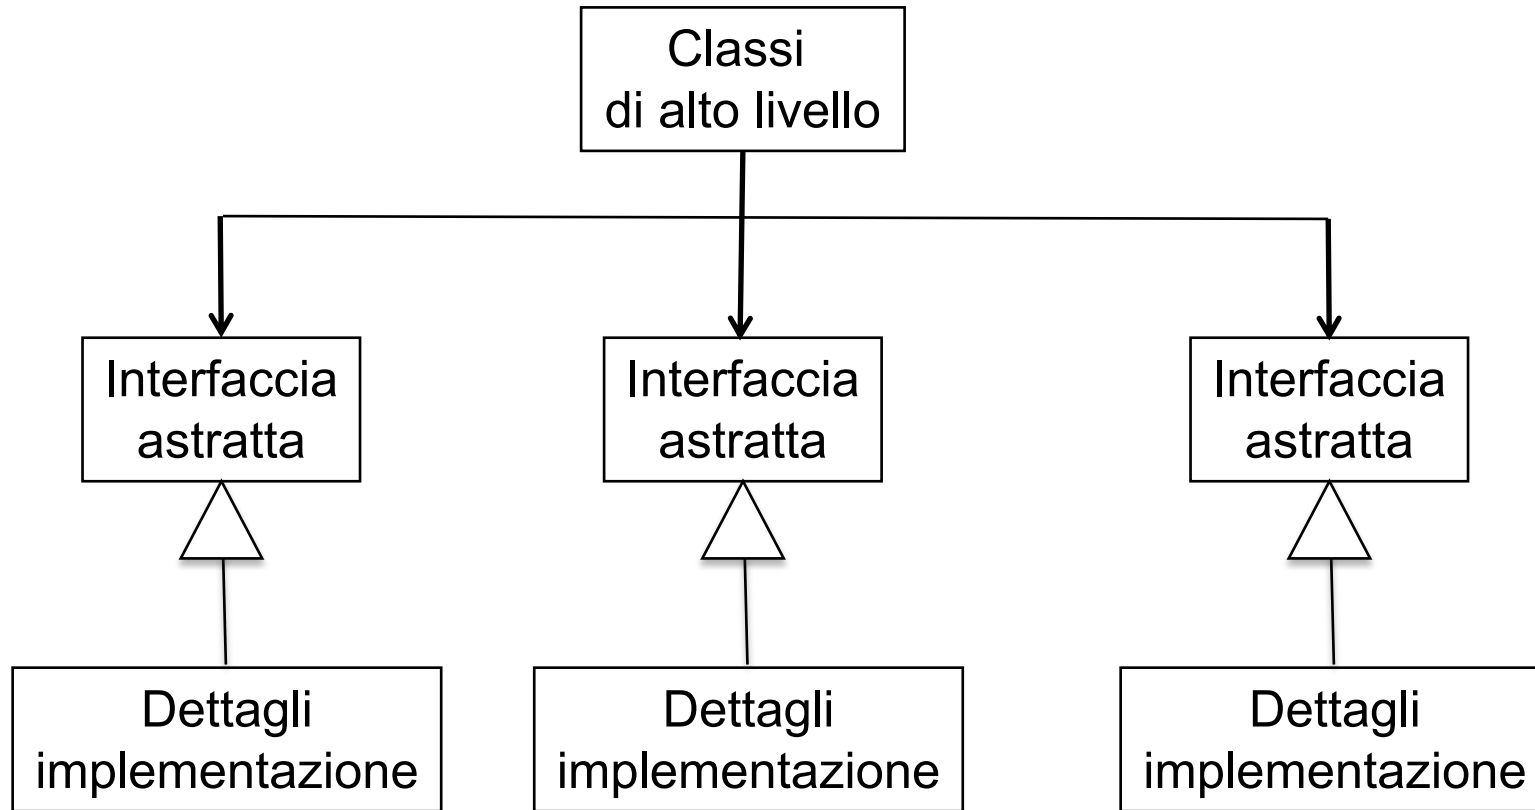 Classi
di alto livello
Interfaccia
astratta
Interfaccia
astratta
Interfaccia
astratta
Dettagli
implementazione
Dettagli
implementazione
Dettagli
implementazione